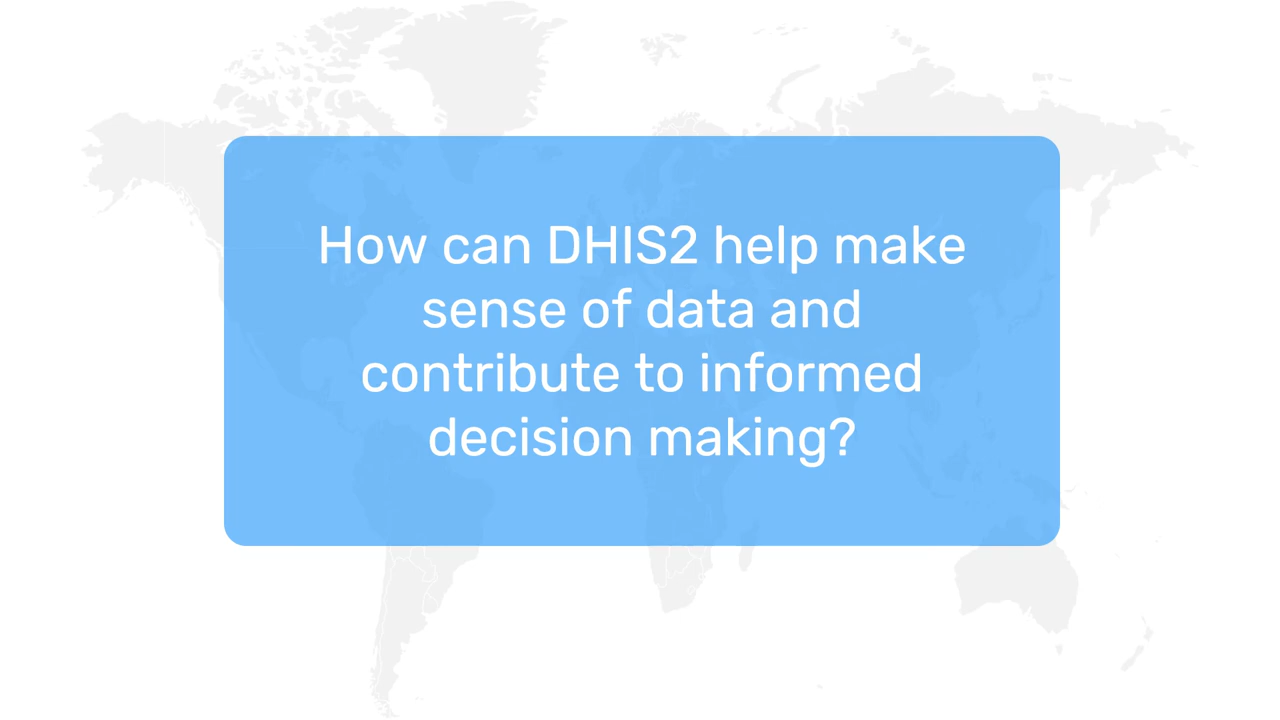 How can DHIS2 help make
sense of data and
contribute to informed
decision making?